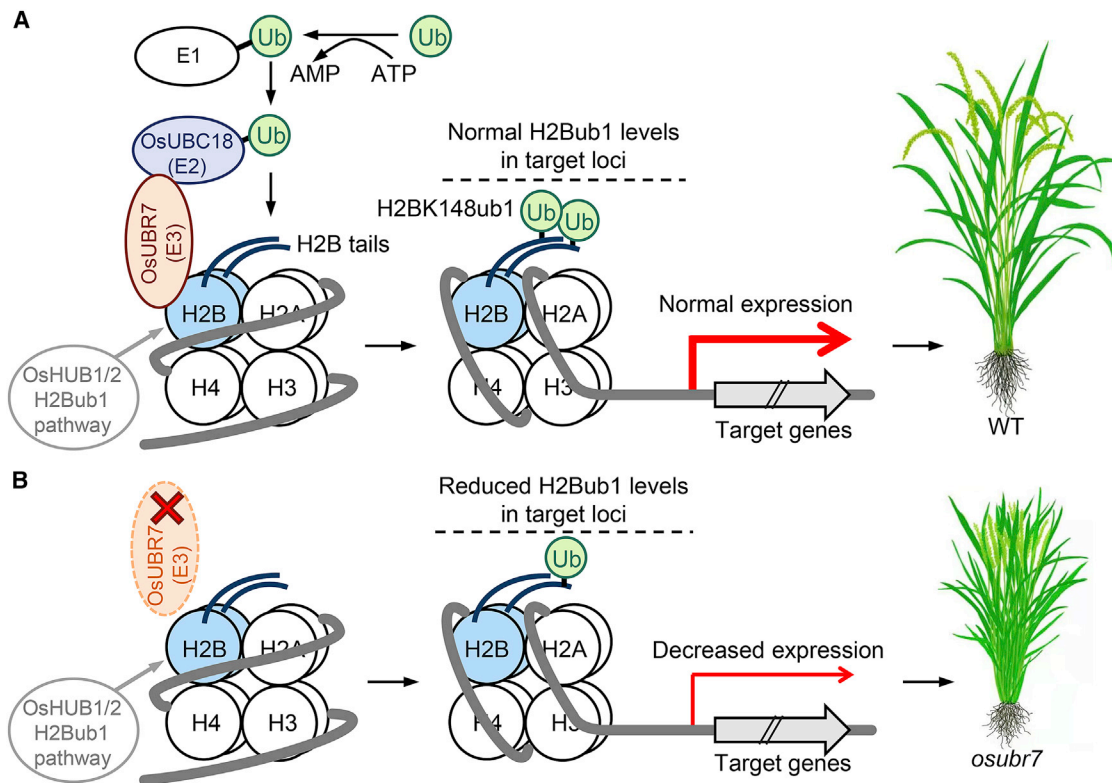 A
E1
Ub
Ub
AMP
ATP
OsUBC18
(E2)
Ub
OsUBR7
(E3)
H2B tails
H2B
H2A
H4
H3
OsHUB1/2
H2Bub1
pathway
Normal H2Bub1 levels
in target loci
H2BK148ub1
Ub
Ub
H2B
H2A
H4
H3
Normal expression
Target genes
WT
B
OsUBR7
(E3)
H2B
H2A
H4
H3
OsHUB1/2
H2Bub1
pathway
Reduced H2Bub1 levels
in target loci
Ub
H2B
H2A
H4
H3
Decreased expression
Target genes
osubr7